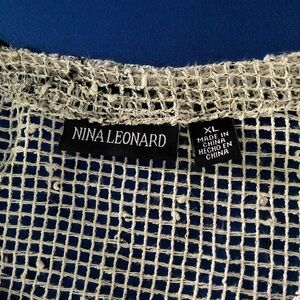 NINA LEONARD
XL
MADE IN
CHINA
HECHO EN
CHINA